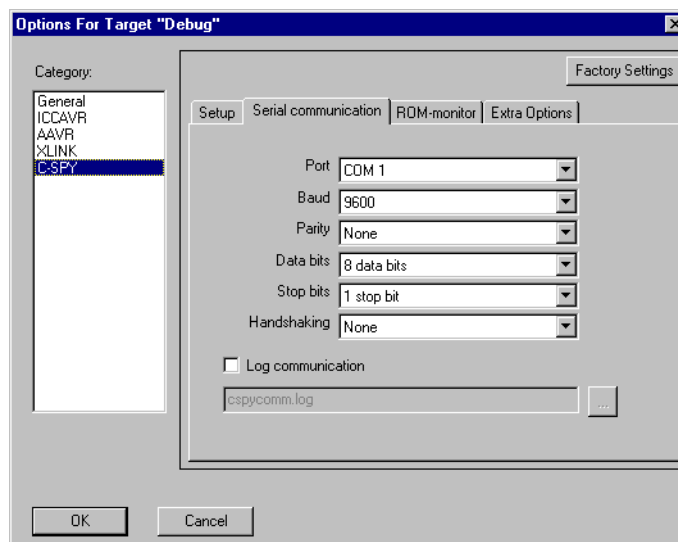 Options For Target "Debug"
Category:
General
ICCAVR
AAVR
XLINK
C-SPY
Factory Settings
Setup
Serial communication
ROM-monitor
Extra Options
Port
COM 1
Baud
9600
Parity
None
Data bits
8 data bits
Stop bits
1 stop bit
Handshaking
None
Log communication
cspycomm.log
...
OK
Cancel